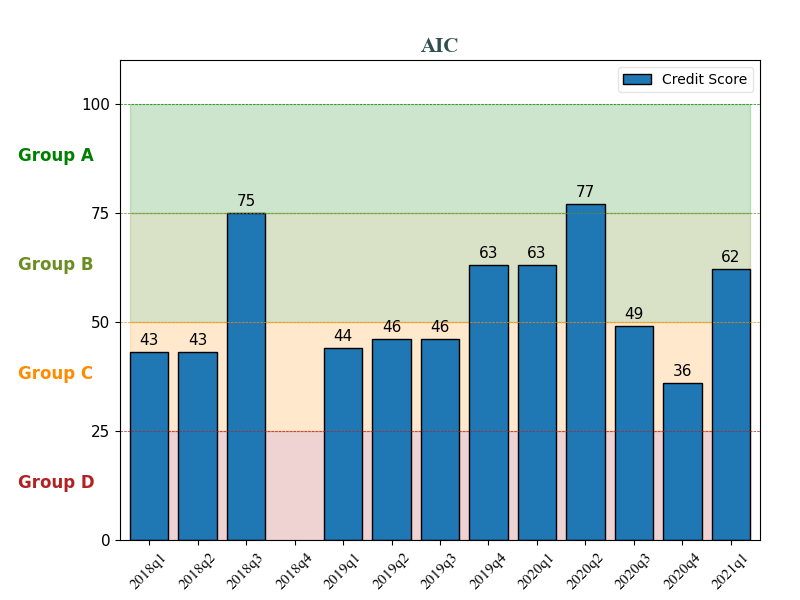 AIC
Credit Score
100
Group A
75
Group B
50
Group C
25
Group D
0
43
43
75
44
46
46
63
63
77
49
36
62
2018q1
2018q2
2018q3
2018q4
2019q1
2019q2
2019q3
2019q4
2020q1
2020q2
2020q3
2020q4
2021q1